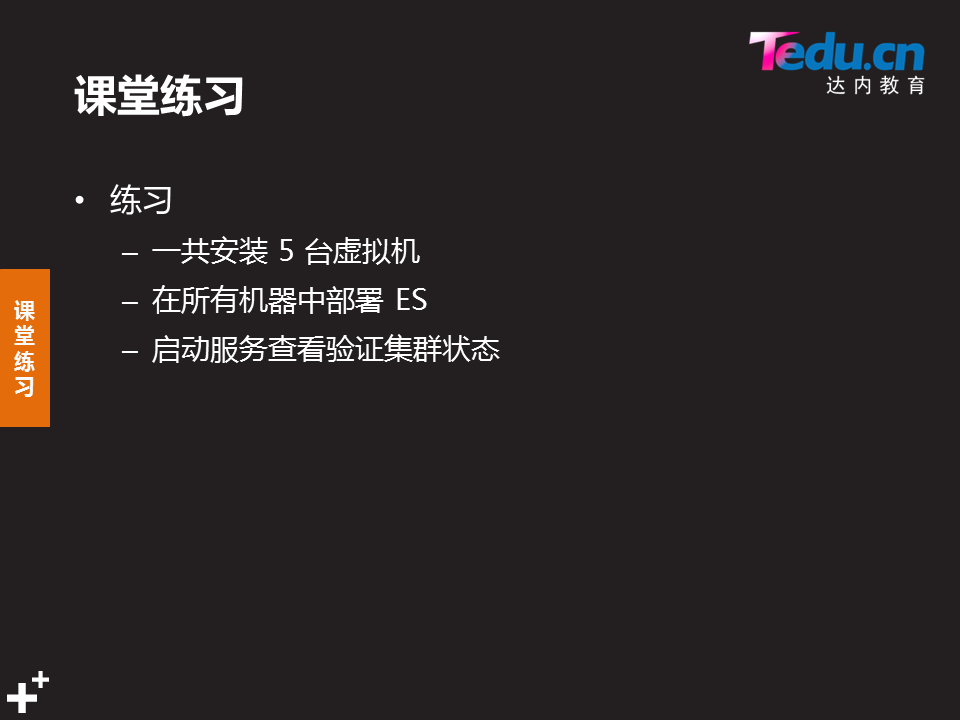 Tedu.cn
达内教育
课堂练习
• 练习
– 一共安装 5 台虚拟机
– 在所有机器中部署 ES
– 启动服务查看验证集群状态
课
堂
练
习